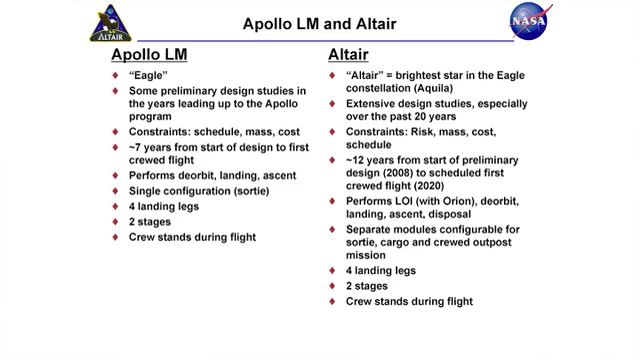 Apollo LM and Altair
ALTAIR
NASA
Apollo LM
"Eagle"
Some preliminary design studies in
the years leading up to the Apollo
program
Constraints: schedule, mass, cost
~7 years from start of design to first
crewed flight
Performs deorbit, landing, ascent
Single configuration (sortie)
4 landing legs
2 stages
Crew stands during flight
Altair
"Altair" = brightest star in the Eagle
constellation (Aquila)
Extensive design studies, especially
over the past 20 years
Constraints: Risk, mass, cost,
schedule
~12 years from start of preliminary
design (2008) to scheduled first
crewed flight (2020)
Performs LOI (with Orion), deorbit,
landing, ascent, disposal
Separate modules configurable for
sortie, cargo and crewed outpost
mission
4 landing legs
2 stages
Crew stands during flight